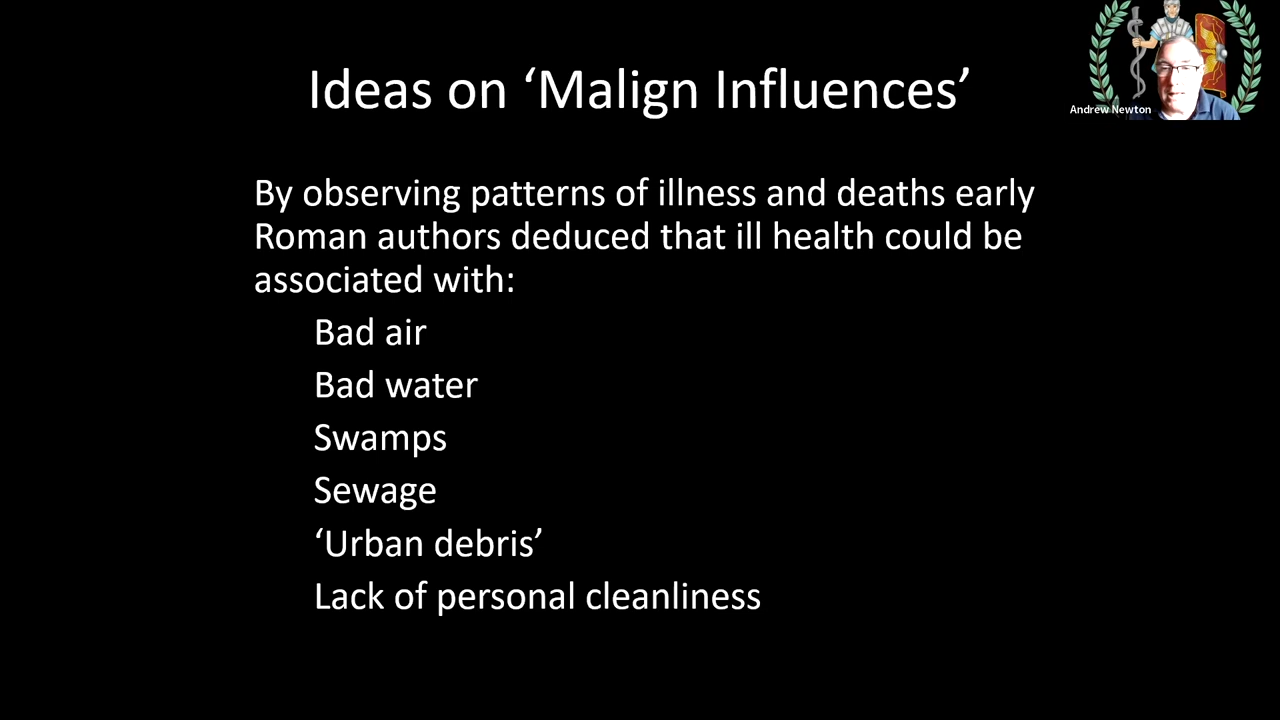 Ideas on ‘Malign Influences’
Andrew Newton
By observing patterns of illness and deaths early
Roman authors deduced that ill health could be
associated with:
Bad air
Bad water
Swamps
Sewage
‘Urban debris’
Lack of personal cleanliness